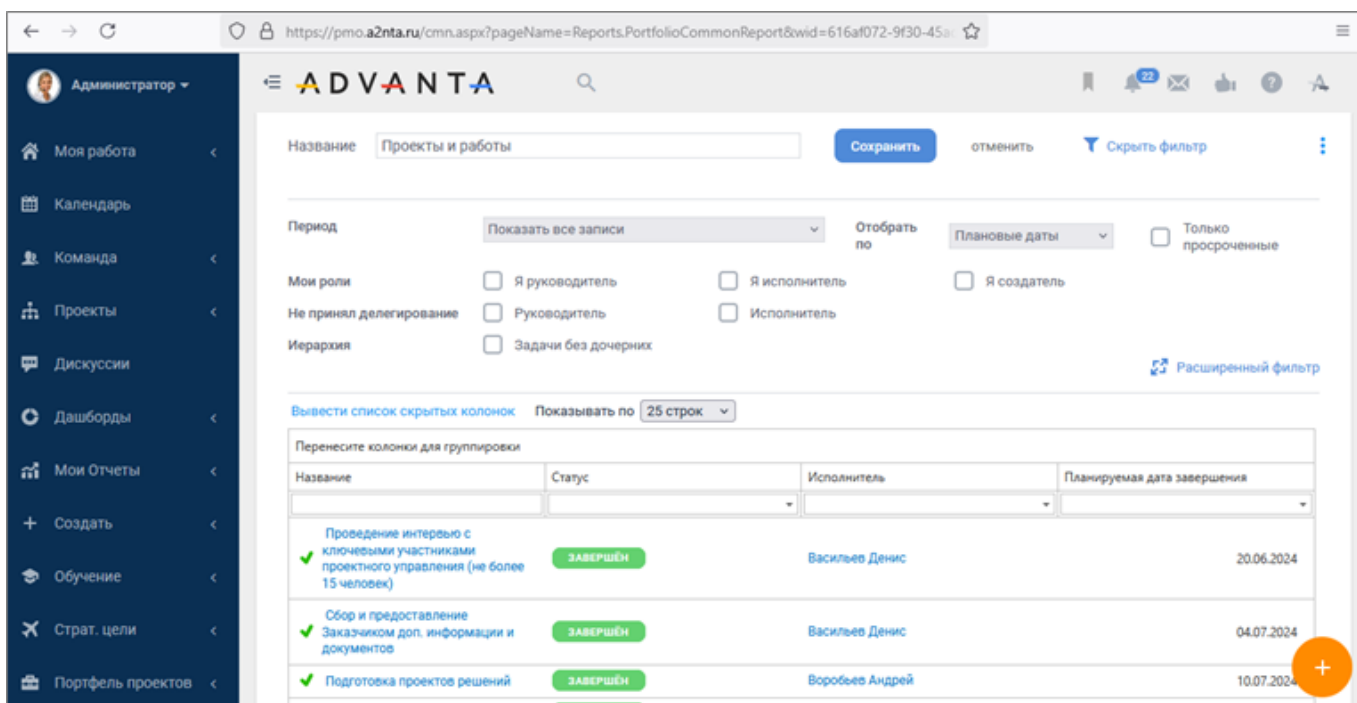 https://pmo.a2nta.ru/cmn.aspx?pageName=Reports.PortfolioCommonReport&wid=616af072-9f30-45a
Администратор
ADVANTA
22
Моя работа
Календарь
Команда
Проекты
Дискуссии
Дашборды
Мои Отчеты
Создать
Обучение
Страт. цели
Портфель проектов
Название
Проекты и работы
Сохранить
отменить
Скрыть фильтр
Период
Показать все записи
Отобрать
по
Плановые даты
Только
просроченные
Мои роли
Я руководитель
Я исполнитель
Я создатель
Не принял делегирование
Руководитель
Исполнитель
Иерархия
Задачи без дочерних
Расширенный фильтр
Вывести список скрытых колонок
Показывать по
25 строк
Перенесите колонки для группировки
Название
Статус
Исполнитель
Планируемая дата завершения
Проведение интервью с
ключевыми участниками
проектного управления (не более
15 человек)
ЗАВЕРШЁН
Васильев Денис
20.06.2024
Сбор и предоставление
Заказчиком доп. информации и
документов
ЗАВЕРШЁН
Васильев Денис
04.07.2024
Подготовка проектов решений
ЗАВЕРШЁН
Воробьев Андрей
10.07.2024